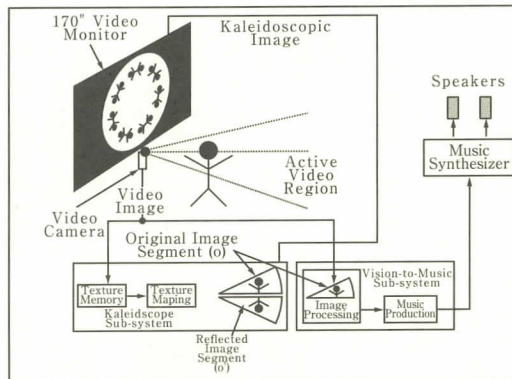 170" Video
Monitor
Kaleidoscopic
Image
Speakers
Music
Synthesizer
Active
Video
Region
Video
Image
Video
Camera
Original Image
Segment (o)
Vision-to-Music
Sub-system
Texture
Memory
Texture
Maping
Kaleidoscope
Sub-system
Image
Processing
Music
Production
Reflected
Image
Segment
(o')